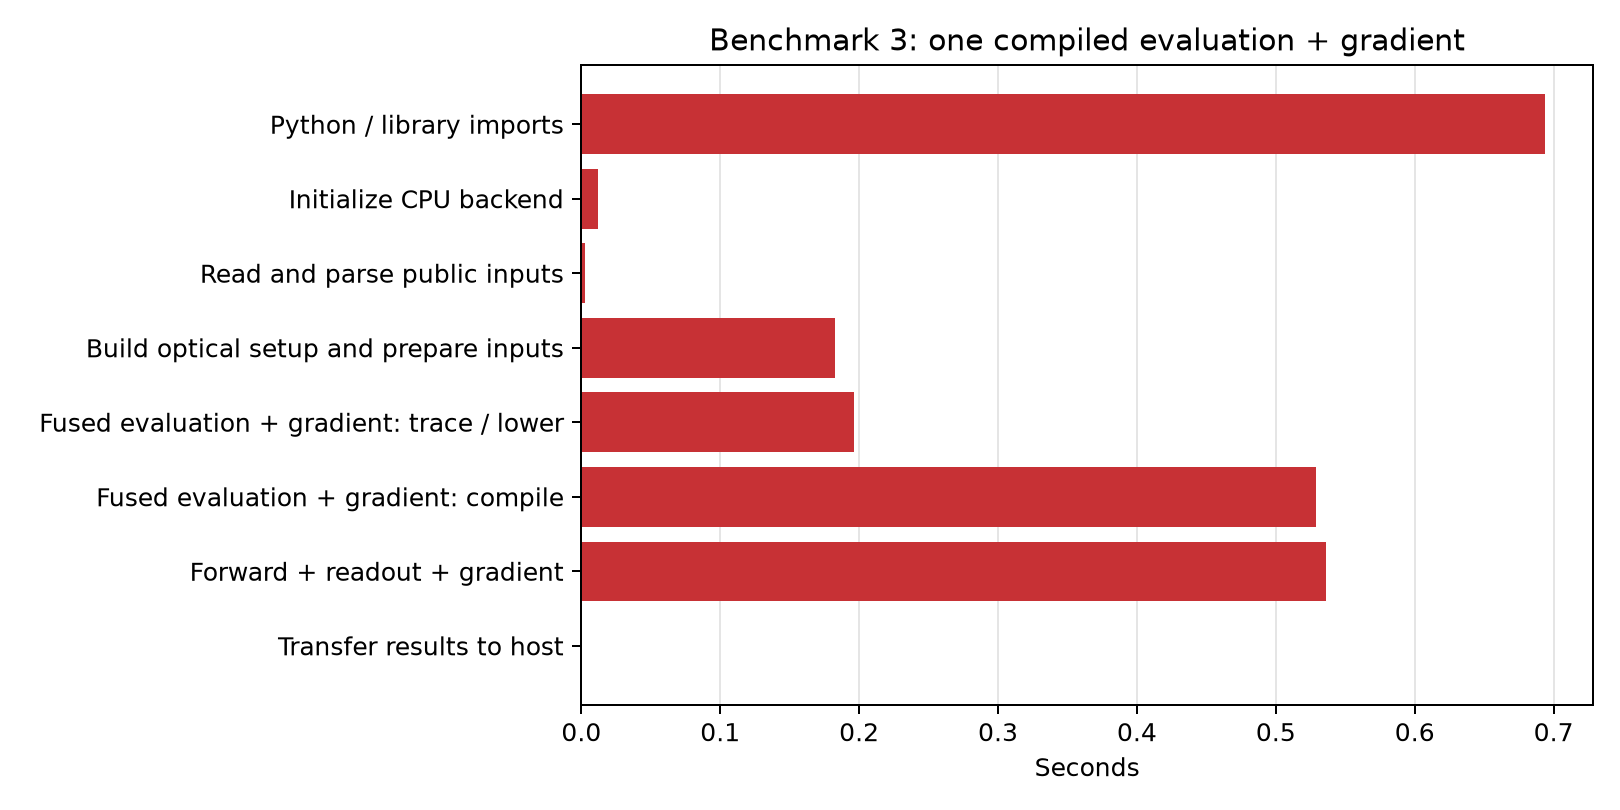 Benchmark 3: one compiled evaluation + gradient
Python / library imports
Initialize CPU backend
Read and parse public inputs
Build optical setup and prepare inputs
Fused evaluation + gradient: trace / lower
Fused evaluation + gradient: compile
Forward + readout + gradient
Transfer results to host
0.0 0.1 0.2 0.3 0.4 0.5 0.6 0.7
Seconds